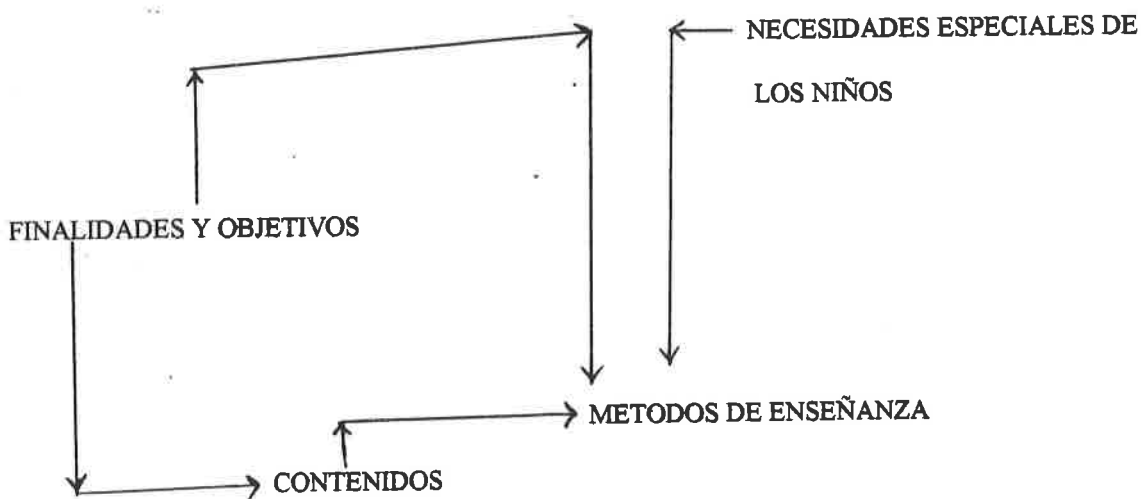 NECESIDADES ESPECIALES DE
LOS NIÑOS
FINALIDADES Y OBJETIVOS
METODOS DE ENSEÑANZA
CONTENIDOS